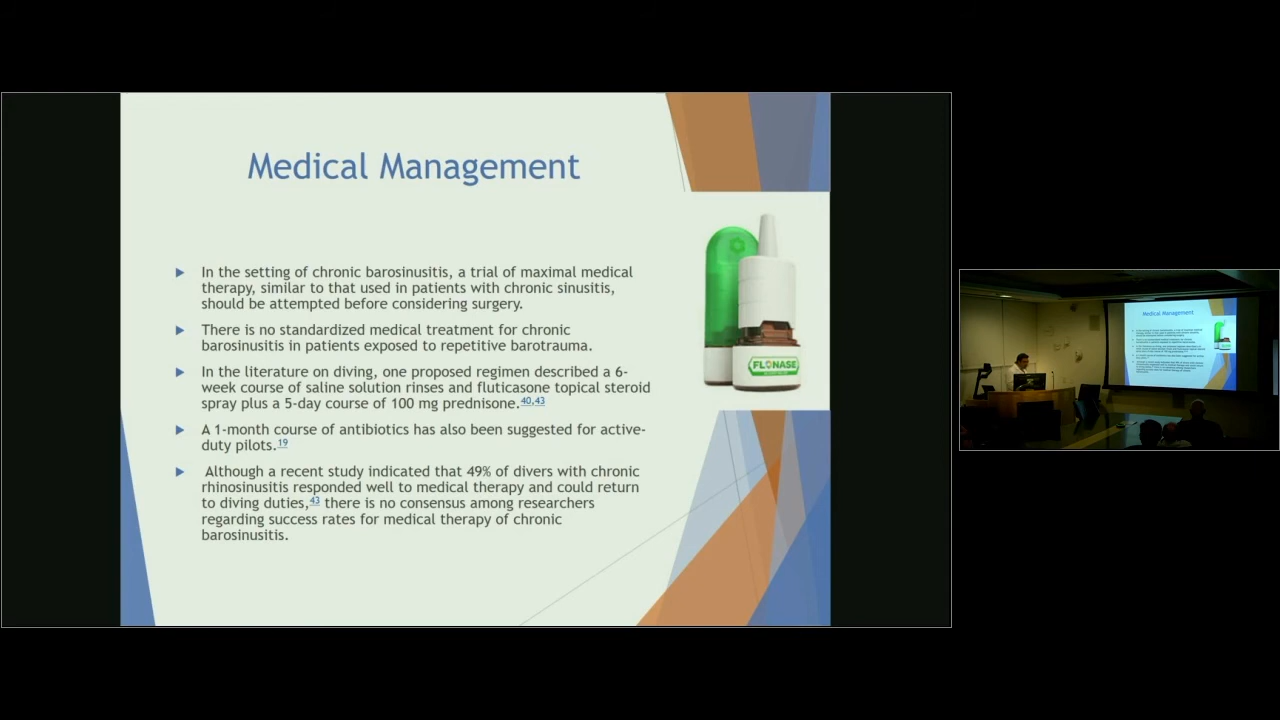 Medical Management
In the setting of chronic barosinusitis, a trial of maximal medical
therapy, similar to that used in patients with chronic sinusitis,
should be attempted before considering surgery.
There is no standardized medical treatment for chronic
barosinusitis in patients exposed to repetitive barotrauma.
In the literature on diving, one proposed regimen described a 6-
week course of saline solution rinses and fluticasone topical steroid
spray plus a 5-day course of 100 mg prednisone.40,43
A 1-month course of antibiotics has also been suggested for active-
duty pilots.19
Although a recent study indicated that 49% of divers with chronic
rhinosinusitis responded well to medical therapy and could return
to diving duties,43 there is no consensus among researchers
regarding success rates for medical therapy of chronic
barosinusitis.
FLONASE
Medical Management